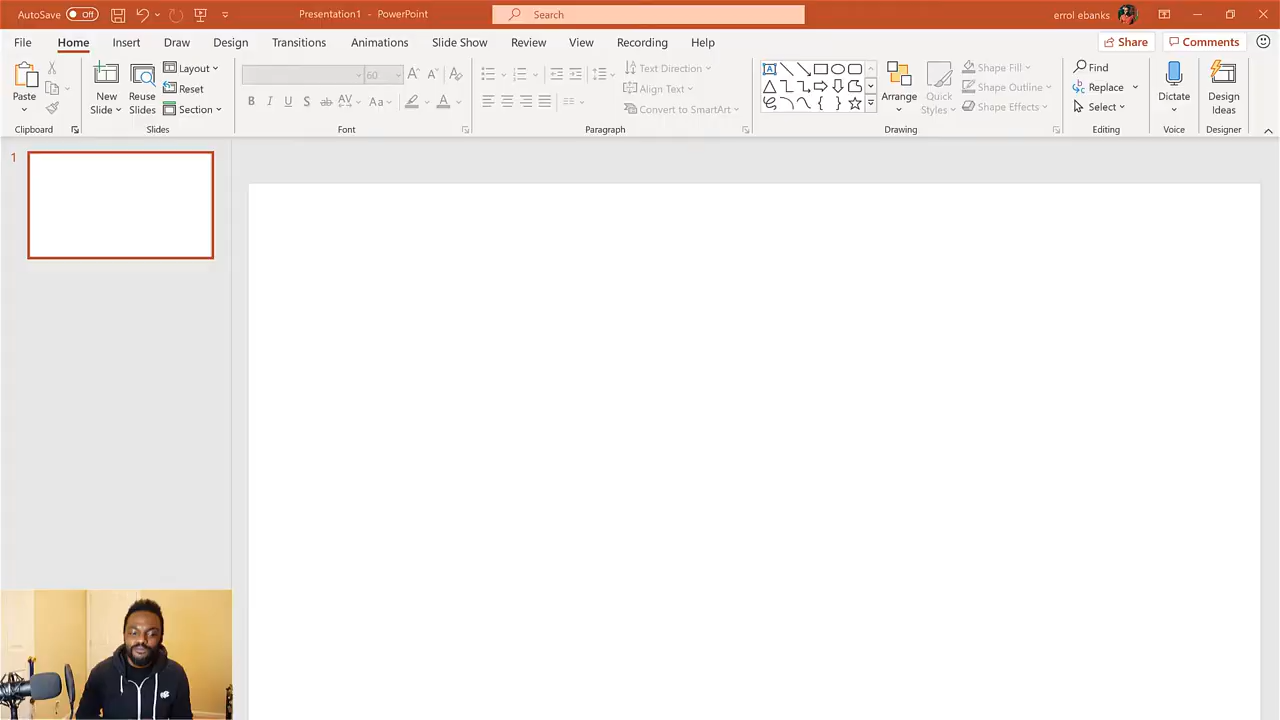 AutoSave Off Presentation1 - PowerPoint Search errol ebanks
File Home Insert Draw Design Transitions Animations Slide Show Review View Recording Help Share Comments
Paste
Clipboard
New
Slides
Reuse
Slides
Layout
Reset
Section
Slides
60
Font
Text Direction
Align Text
Convert to SmartArt
Paragraph
Arrange
Quick
Styles
Shape Fill
Shape Outline
Shape Effects
Drawing
Find
Replace
Select
Editing
Dictate
Voice
Design
Ideas
Designer
1